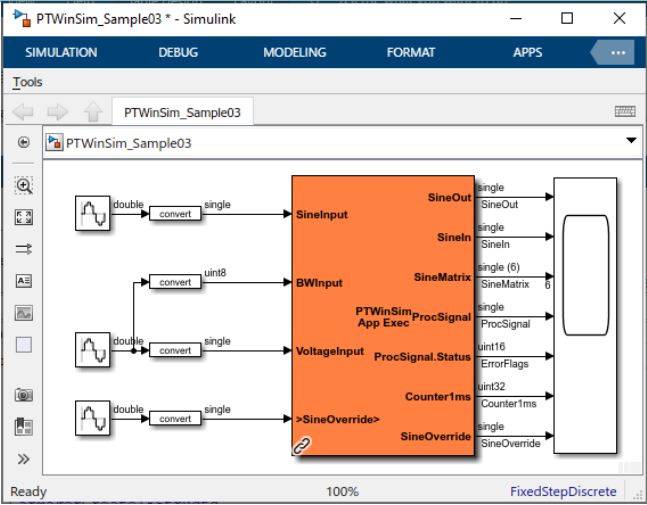 PTWinSim_Sample03 * - Simulink
SIMULATION DEBUG MODELING FORMAT APPS ...
Tools
PTWinSim_Sample03
PTWinSim_Sample03
double convert single SineInput
convert uint8 BWInput
double convert single VoltageInput
double convert single >SineOverride>
PTWinSim
App Exec
SineOut single
SineOut
SineIn single
SineIn
SineMatrix single (6)
SineMatrix 6
ProcSignal single
ProcSignal
ProcSignal.Status uint16
ErrorFlags
Counter1ms uint32
Counter1ms
SineOverride single
SineOverride
Ready 100% FixedStepDiscrete